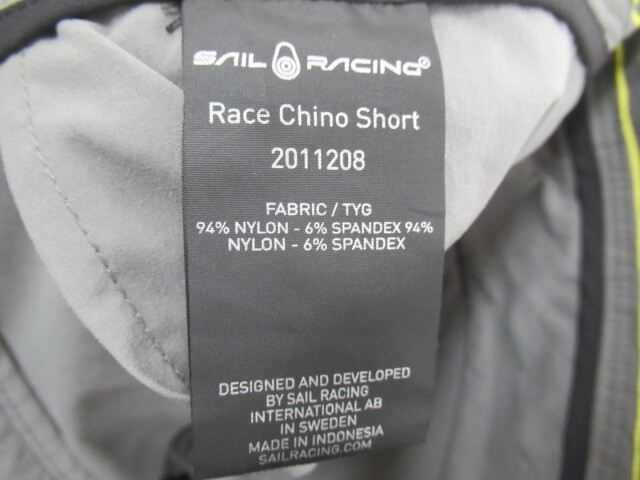 SAIL RACING®
Race Chino Short
2011208
FABRIC / TYG
94% NYLON - 6% SPANDEX 94%
NYLON - 6% SPANDEX
DESIGNED AND DEVELOPED
BY SAIL RACING
INTERNATIONAL AB
IN SWEDEN
MADE IN INDONESIA
SAILRACING.COM